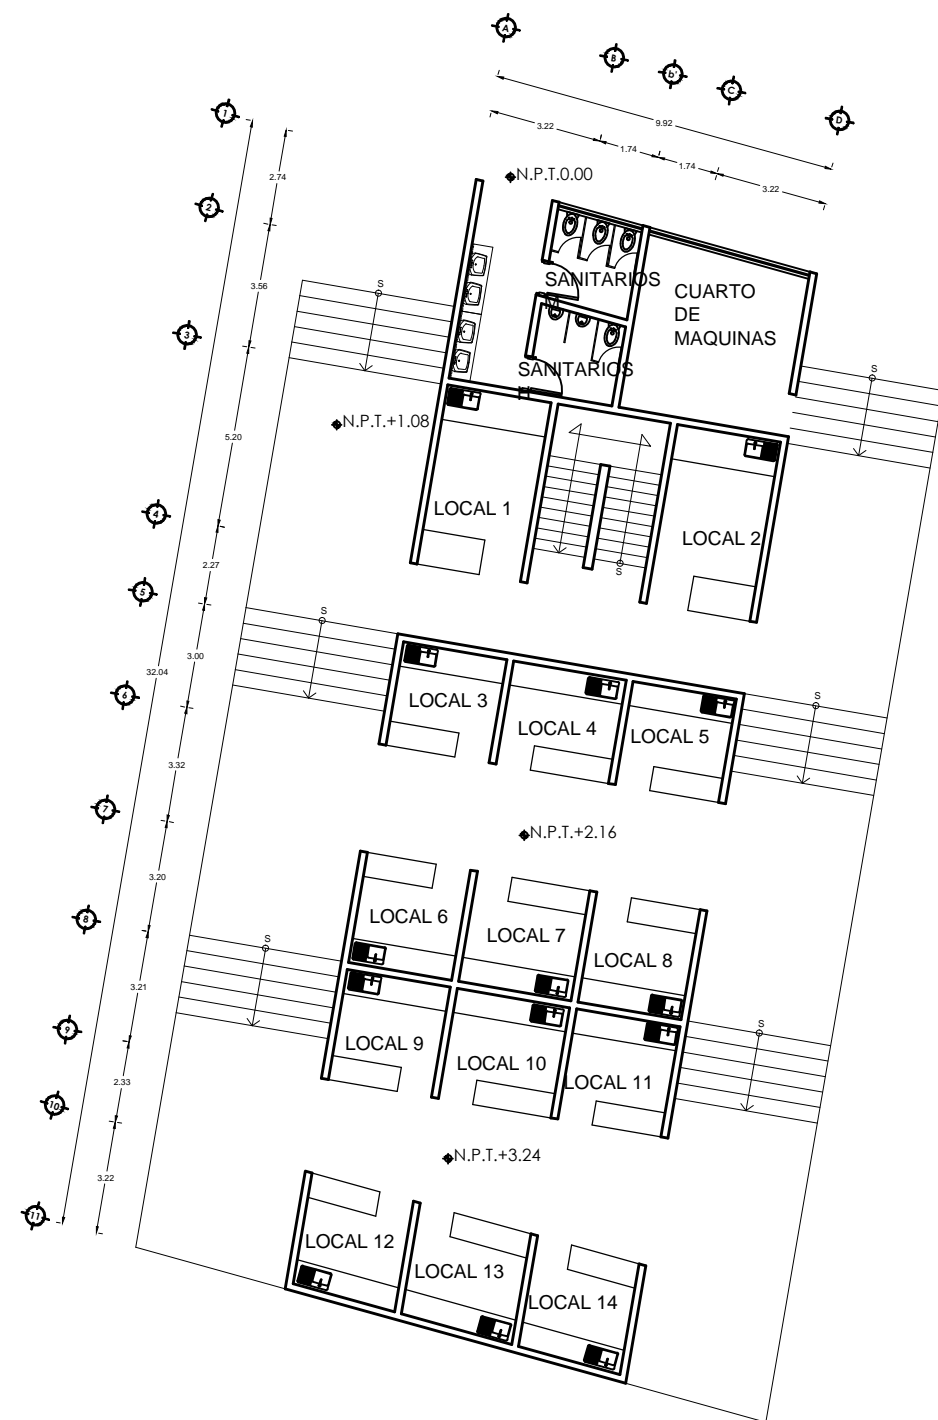 A
B
b'
C
D
9.92
3.22
1.74
1.74
3.22
1
2
3
4
5
6
7
8
9
10
11
2.74
3.56
5.20
2.27
3.00
32.04
3.32
3.20
3.21
2.33
3.22
N.P.T.0.00
SANITARIOS
M
CUARTO
DE
MAQUINAS
SANITARIOS
H
S
S
N.P.T.+1.08
LOCAL 1
LOCAL 2
S
S
LOCAL 3
LOCAL 4
LOCAL 5
S
N.P.T.+2.16
LOCAL 6
LOCAL 7
LOCAL 8
S
S
LOCAL 9
LOCAL 10
LOCAL 11
N.P.T.+3.24
LOCAL 12
LOCAL 13
LOCAL 14